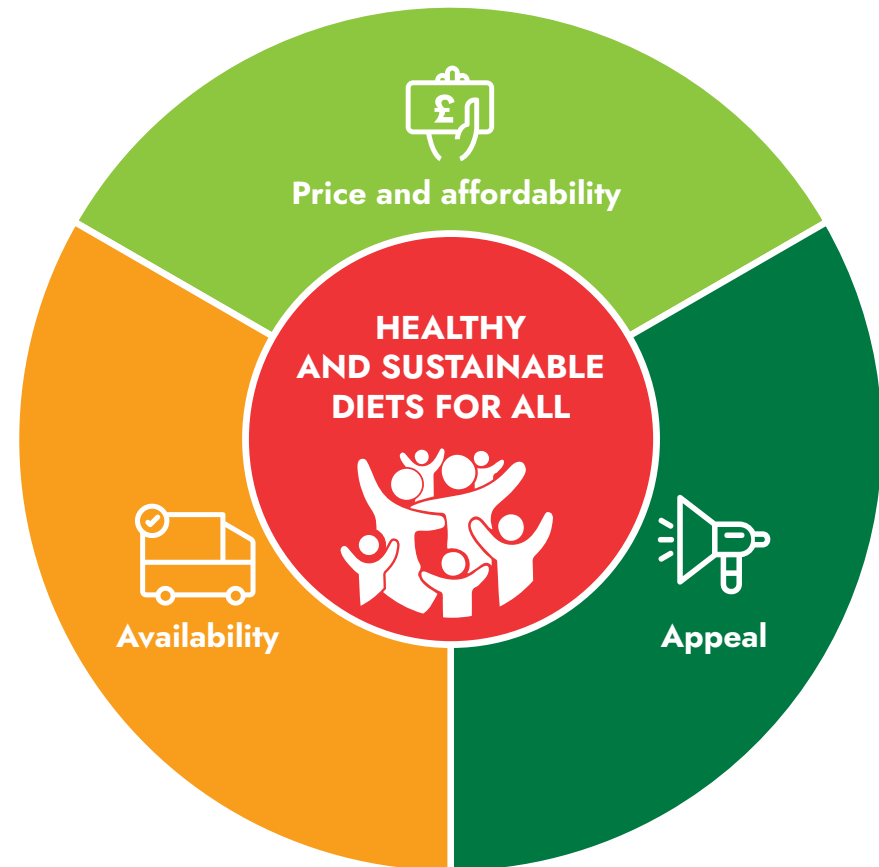 £
Price and affordability
HEALTHY
AND SUSTAINABLE
DIETS FOR ALL
Availability
Appeal